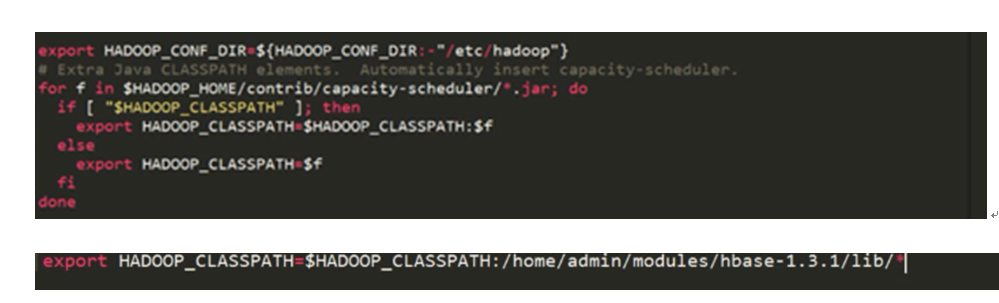 export HADOOP_CONF_DIR=${HADOOP_CONF_DIR:-"/etc/hadoop"}
# Extra Java CLASSPATH elements.  Automatically insert capacity-scheduler.
for f in $HADOOP_HOME/contrib/capacity-scheduler/*.jar; do
  if [ "$HADOOP_CLASSPATH" ]; then
    export HADOOP_CLASSPATH=$HADOOP_CLASSPATH:$f
  else
    export HADOOP_CLASSPATH=$f
  fi
done
export HADOOP_CLASSPATH=$HADOOP_CLASSPATH:/home/admin/modules/hbase-1.3.1/lib/*